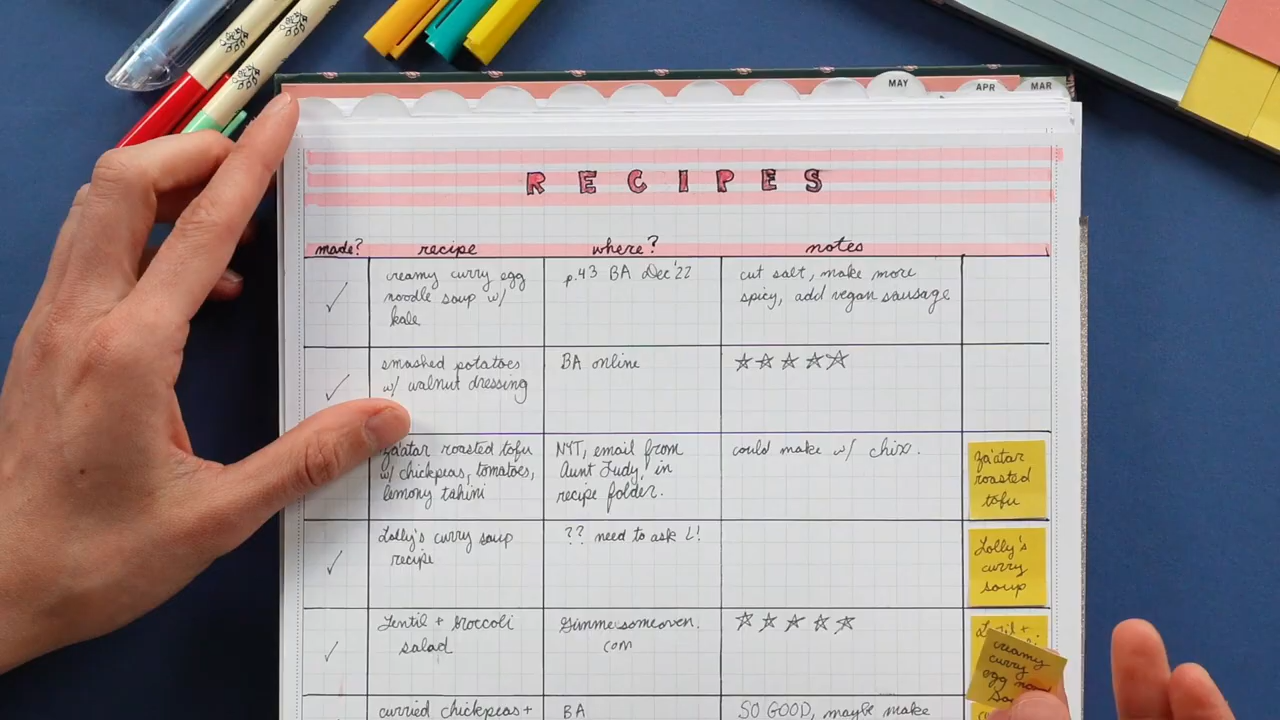 MAY
APR
MAR
RECIPES
made?
recipe
where?
notes
creamy curry egg
noodle soup w/
kale
p.43 BA Dec'22
cut salt, make more
spicy, add vegan sausage
smashed potatoes
w/ walnut dressing
BA online
za'atar roasted tofu
w/ chickpeas, tomatoes,
lemony tahini
NYT, email from
Aunt Judy, in
recipe folder.
could make w/ chix.
za'atar
roasted
tofu
Lolly's curry soup
recipe
?? need to ask L!
Lolly's
curry
soup
Lentil + broccoli
salad
Gimmesomeoven.
com
Lentil +
creamy
curry
egg
curried chickpeas +
BA
SO GOOD, maybe make